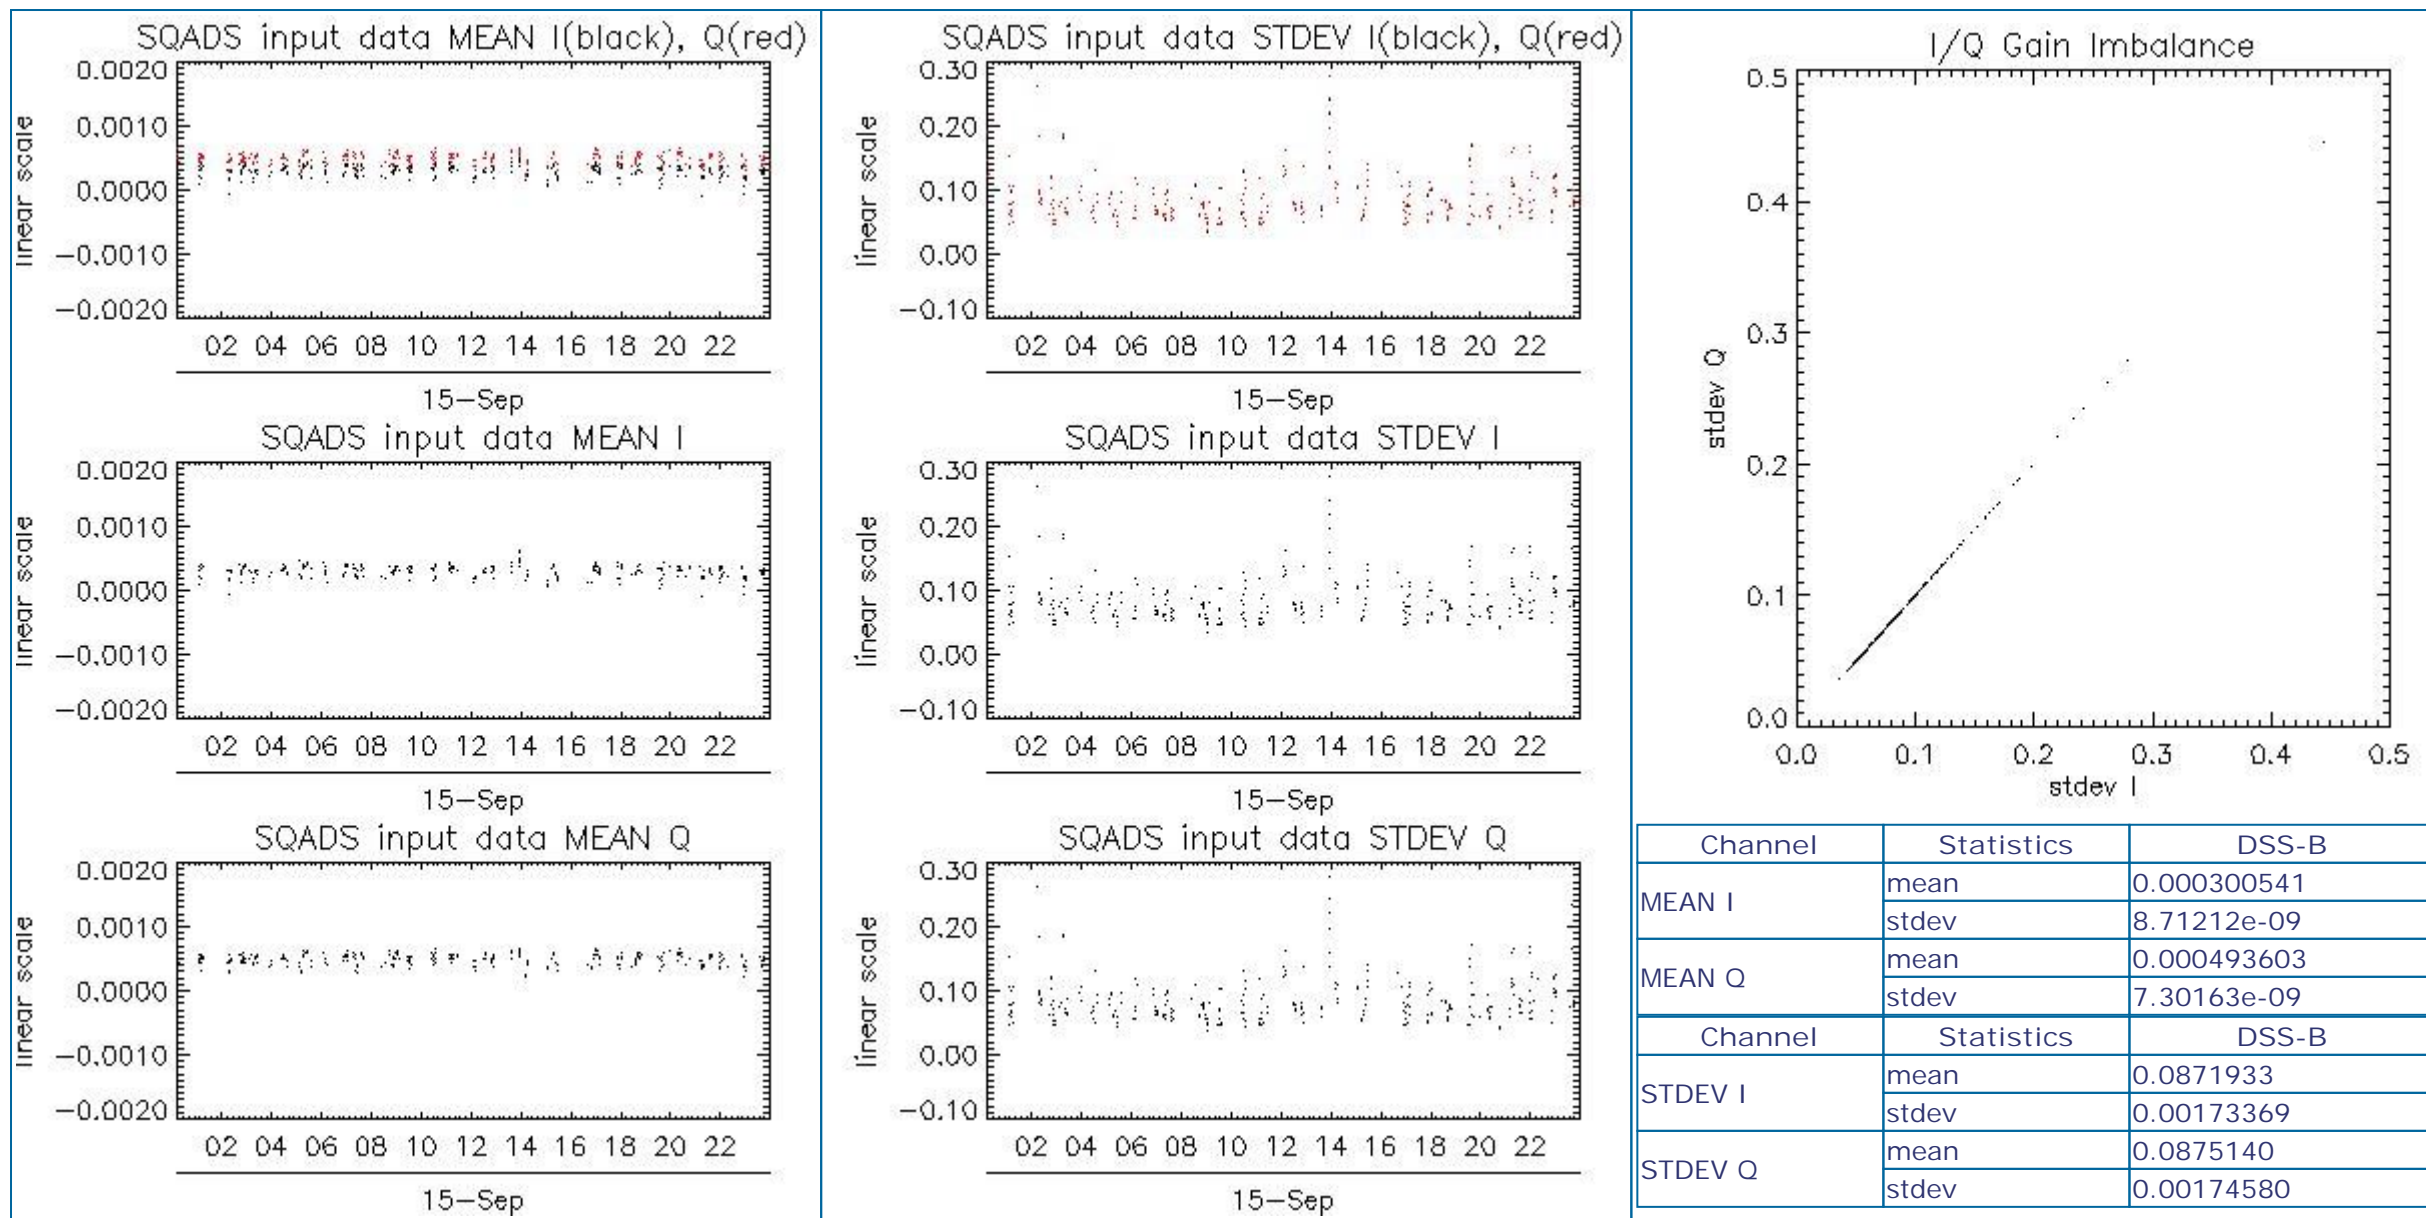 SQADS input data MEAN I(black), Q(red)
linear scale
0.0020
0.0010
0.0000
−0.0010
−0.0020
02 04 06 08 10 12 14 16 18 20 22
15−Sep
SQADS input data MEAN I
linear scale
0.0020
0.0010
0.0000
−0.0010
−0.0020
02 04 06 08 10 12 14 16 18 20 22
15−Sep
SQADS input data MEAN Q
linear scale
0.0020
0.0010
0.0000
−0.0010
−0.0020
02 04 06 08 10 12 14 16 18 20 22
15−Sep
SQADS input data STDEV I(black), Q(red)
linear scale
0.30
0.20
0.10
0.00
−0.10
02 04 06 08 10 12 14 16 18 20 22
15−Sep
SQADS input data STDEV I
linear scale
0.30
0.20
0.10
0.00
−0.10
02 04 06 08 10 12 14 16 18 20 22
15−Sep
SQADS input data STDEV Q
linear scale
0.30
0.20
0.10
0.00
−0.10
02 04 06 08 10 12 14 16 18 20 22
15−Sep
I/Q Gain Imbalance
stdev Q
0.5
0.4
0.3
0.2
0.1
0.0
0.0 0.1 0.2 0.3 0.4 0.5
stdev I
Channel Statistics DSS-B
MEAN I
mean 0.000300541
stdev 8.71212e-09
MEAN Q
mean 0.000493603
stdev 7.30163e-09
Channel Statistics DSS-B
STDEV I
mean 0.0871933
stdev 0.00173369
STDEV Q
mean 0.0875140
stdev 0.00174580